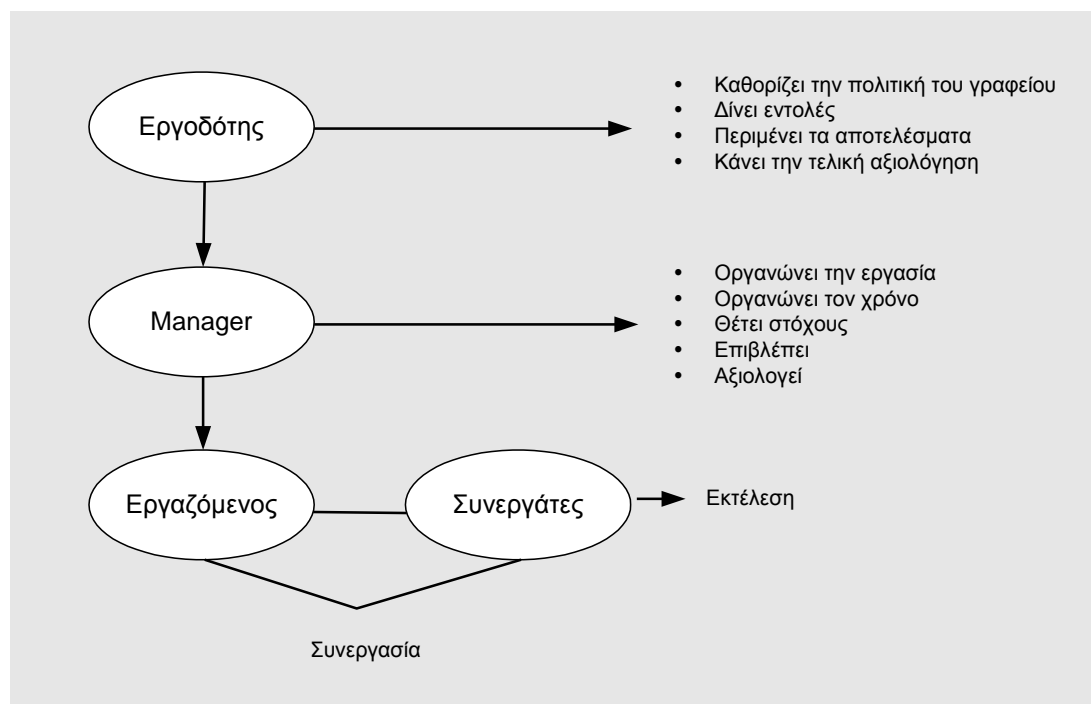 Εργοδότης
• Καθορίζει την πολιτική του γραφείου
• Δίνει εντολές
• Περιμένει τα αποτελέσματα
• Κάνει την τελική αξιολόγηση
Manager
• Οργανώνει την εργασία
• Οργανώνει τον χρόνο
• Θέτει στόχους
• Επιβλέπει
• Αξιολογεί
Εργαζόμενος
Συνεργάτες
Εκτέλεση
Συνεργασία